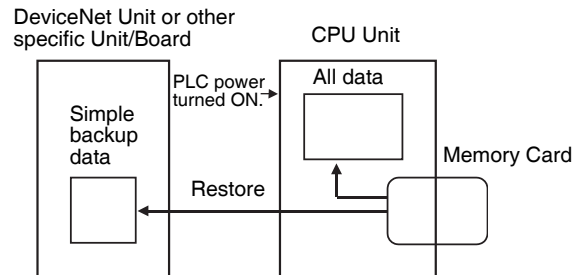 DeviceNet Unit or other
specific Unit/Board
CPU Unit
PLC power
turned ON.
All data
Simple
backup
data
Memory Card
Restore